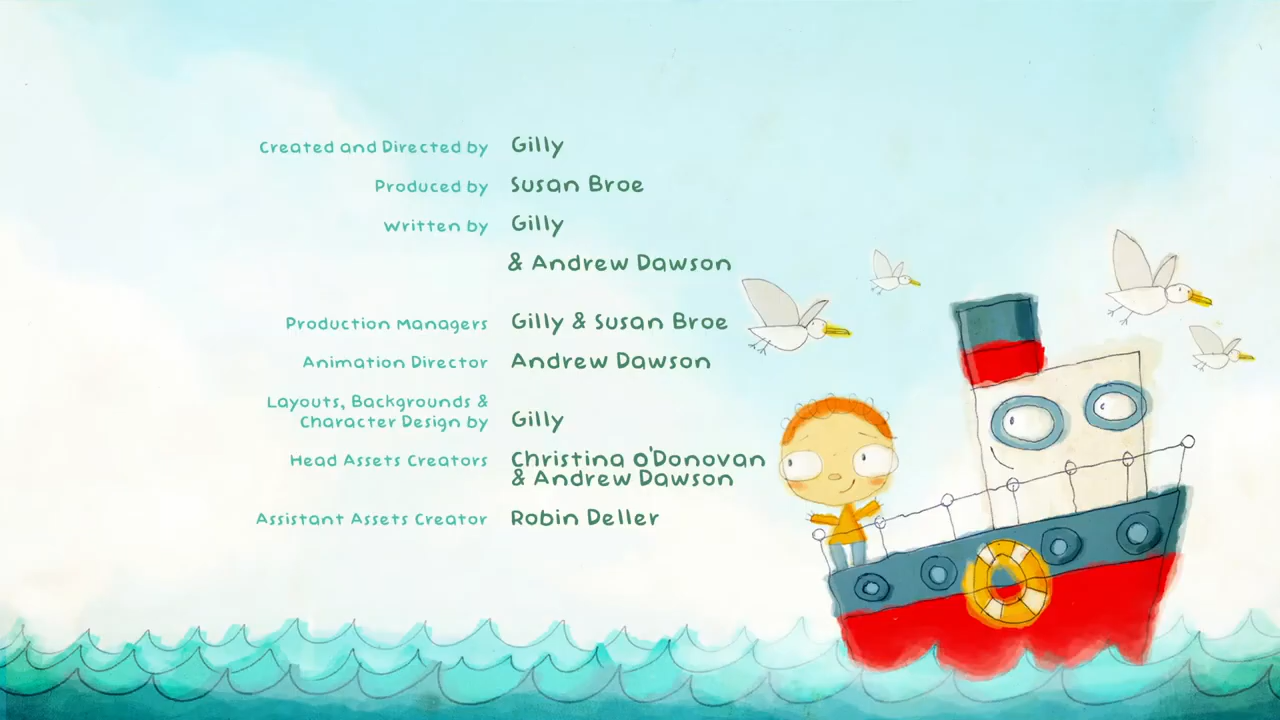 Created and Directed by Gilly
Produced by Susan Broe
Written by Gilly
& Andrew Dawson
Production Managers Gilly & Susan Broe
Animation Director Andrew Dawson
Layouts, Backgrounds &
Character Design by Gilly
Head Assets Creators Christina O'Donovan
& Andrew Dawson
Assistant Assets Creator Robin Deller